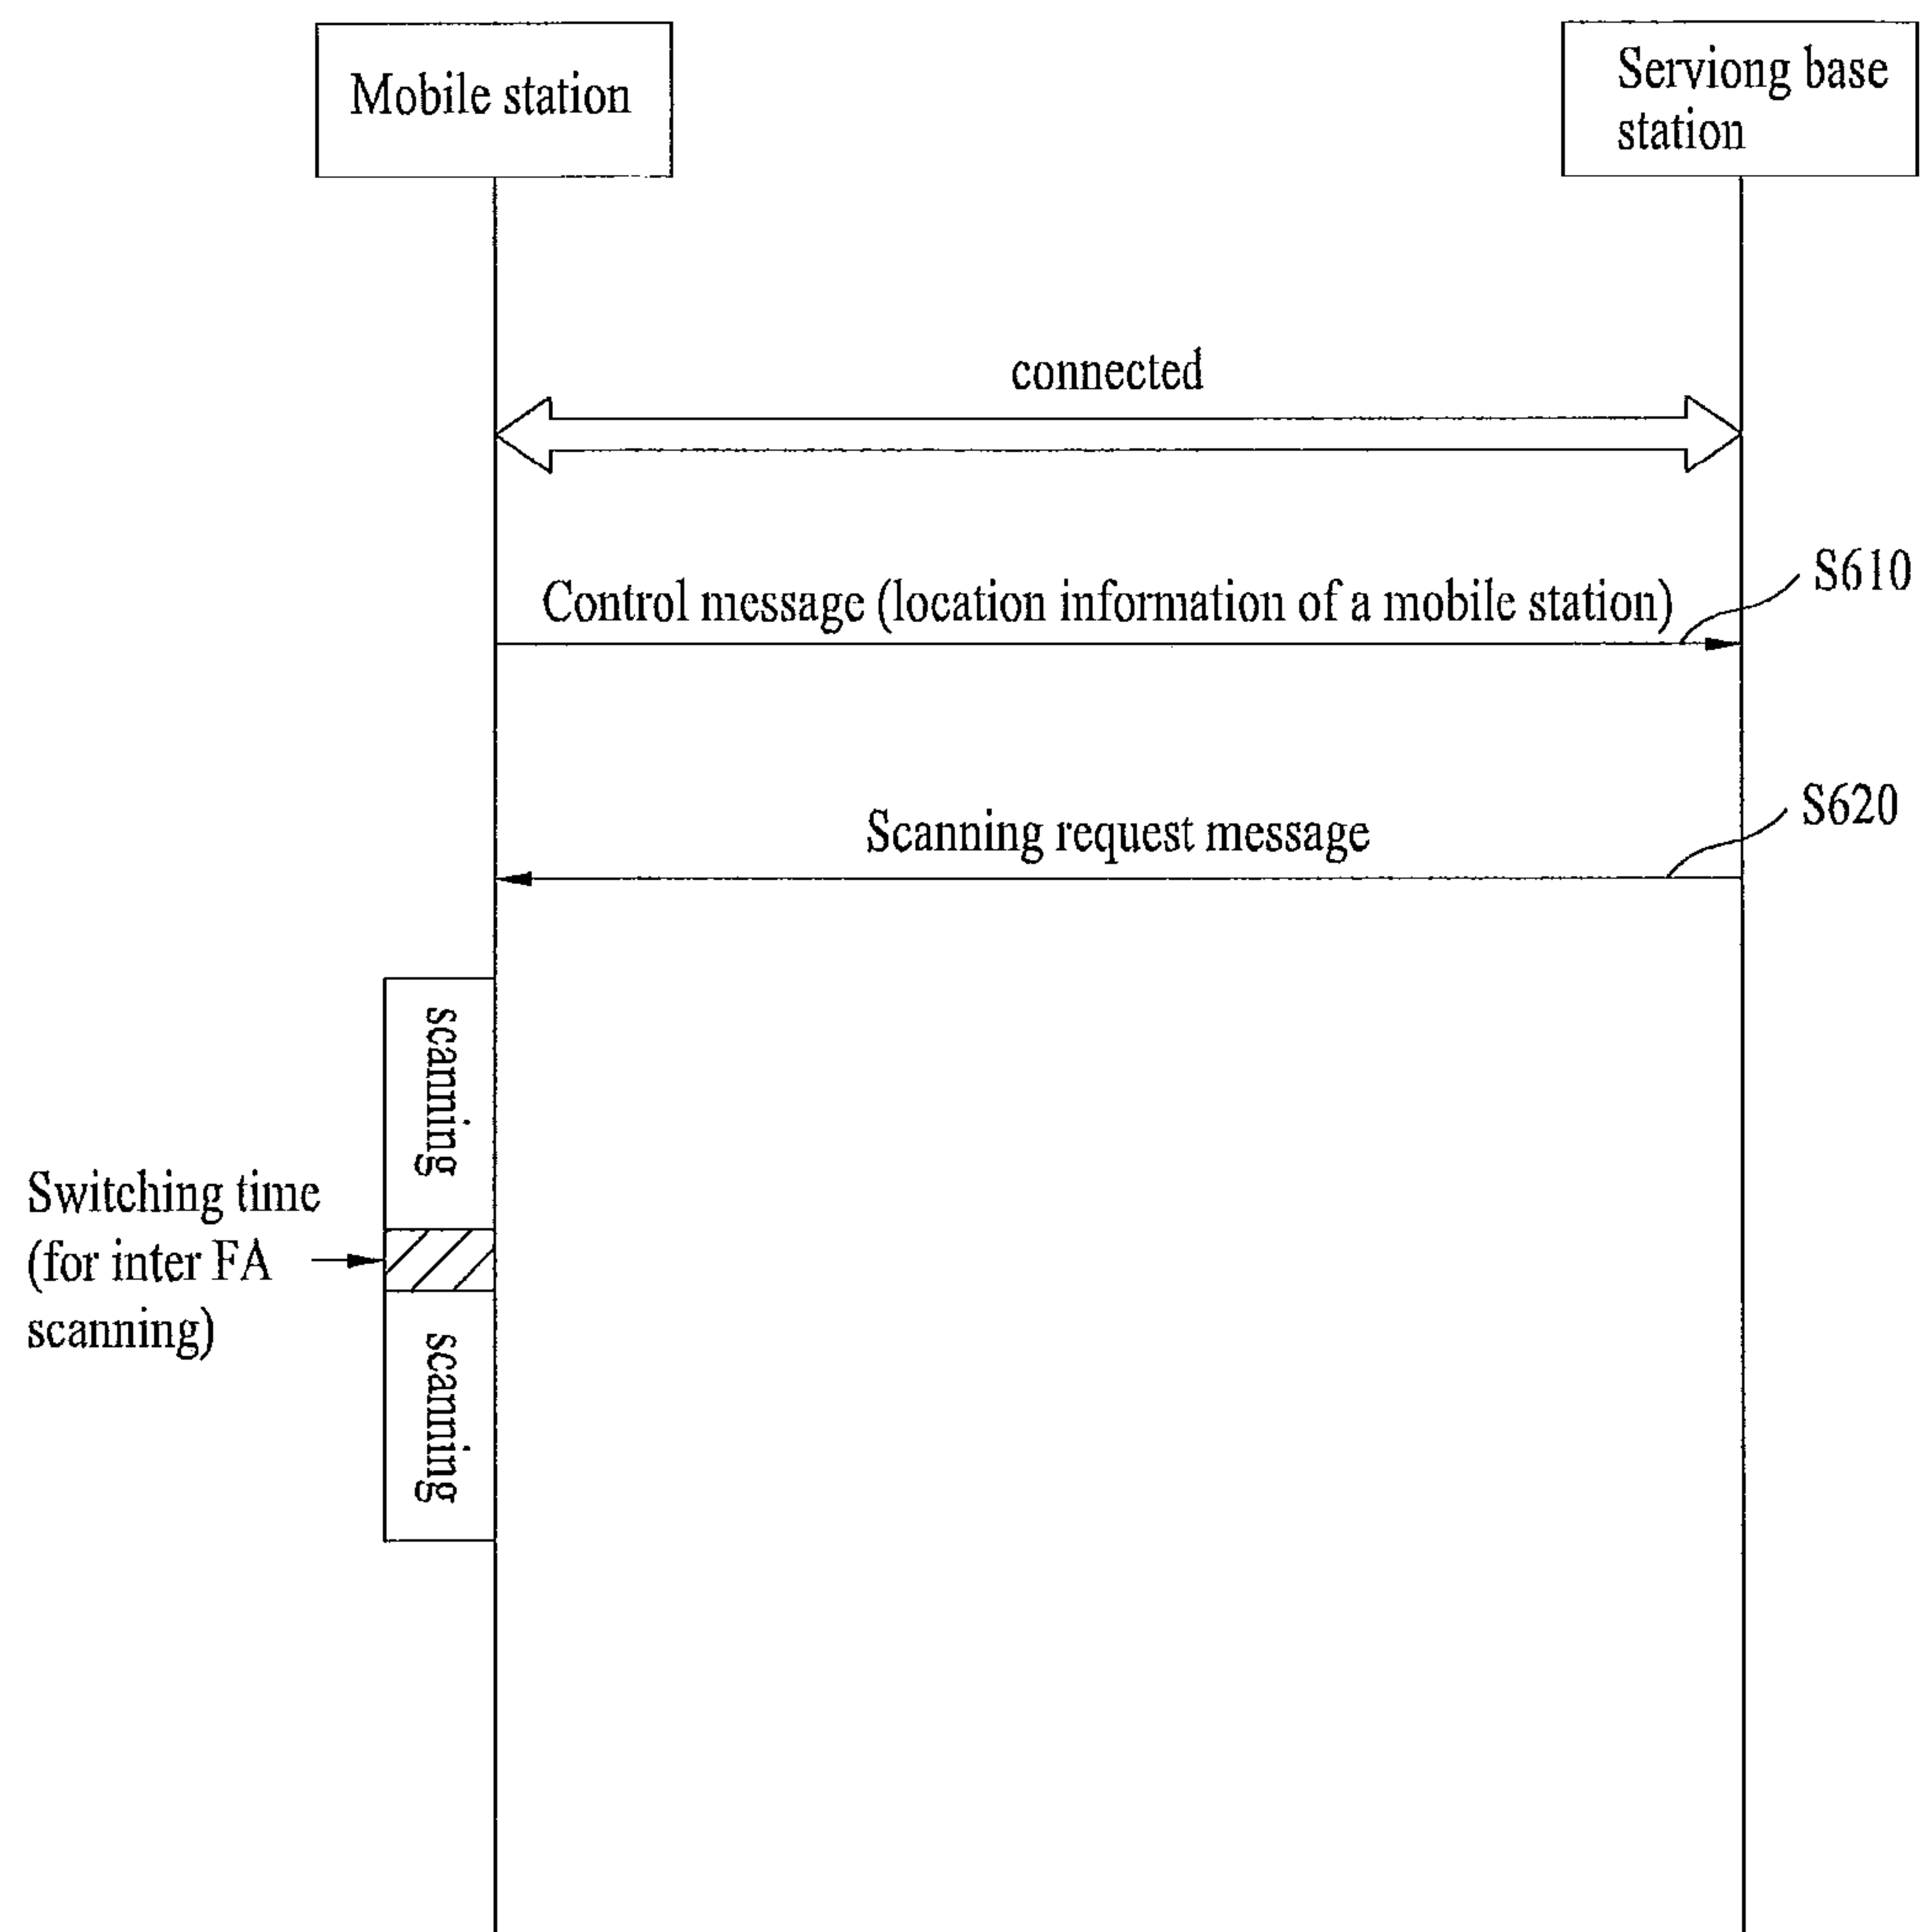 Mobile station
Serviong base
station
connected
Control message (location information of a mobile station)
S610
Scanning request message
S620
scanning
Switching time
(for inter FA
scanning)
scanning